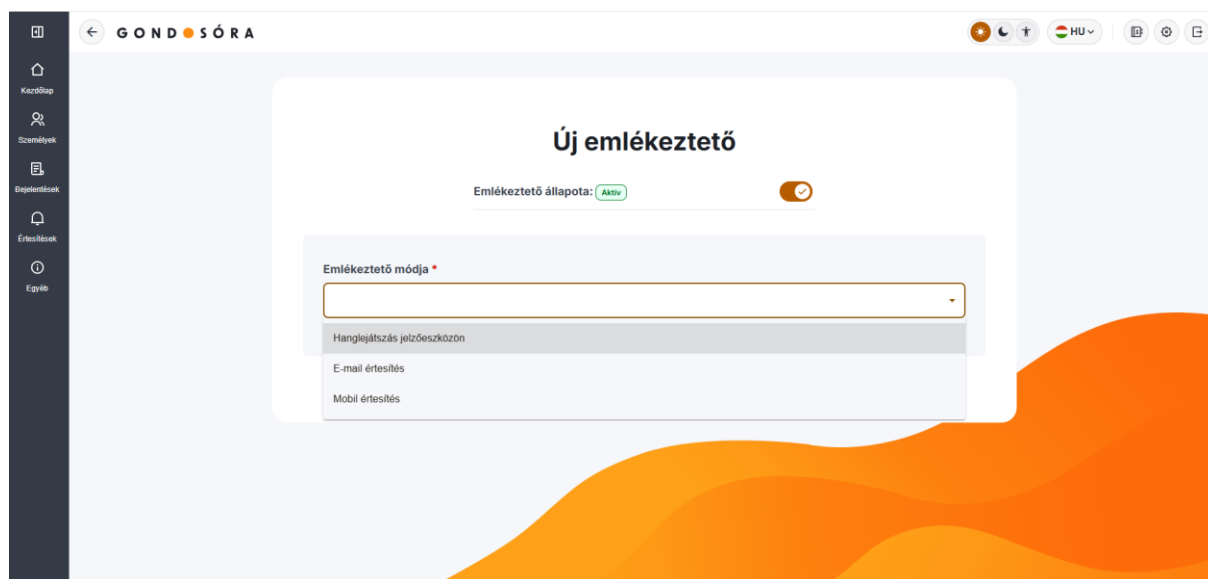 GONDOSÓRA
HU
Kezdőlap
Személyek
Bejelentések
Értesítések
Egyéb
Új emlékeztető
Emlékeztető állapota: Aktív
Emlékeztető módja *
Hanglejátszás jelzőeszközön
E-mail értesítés
Mobil értesítés